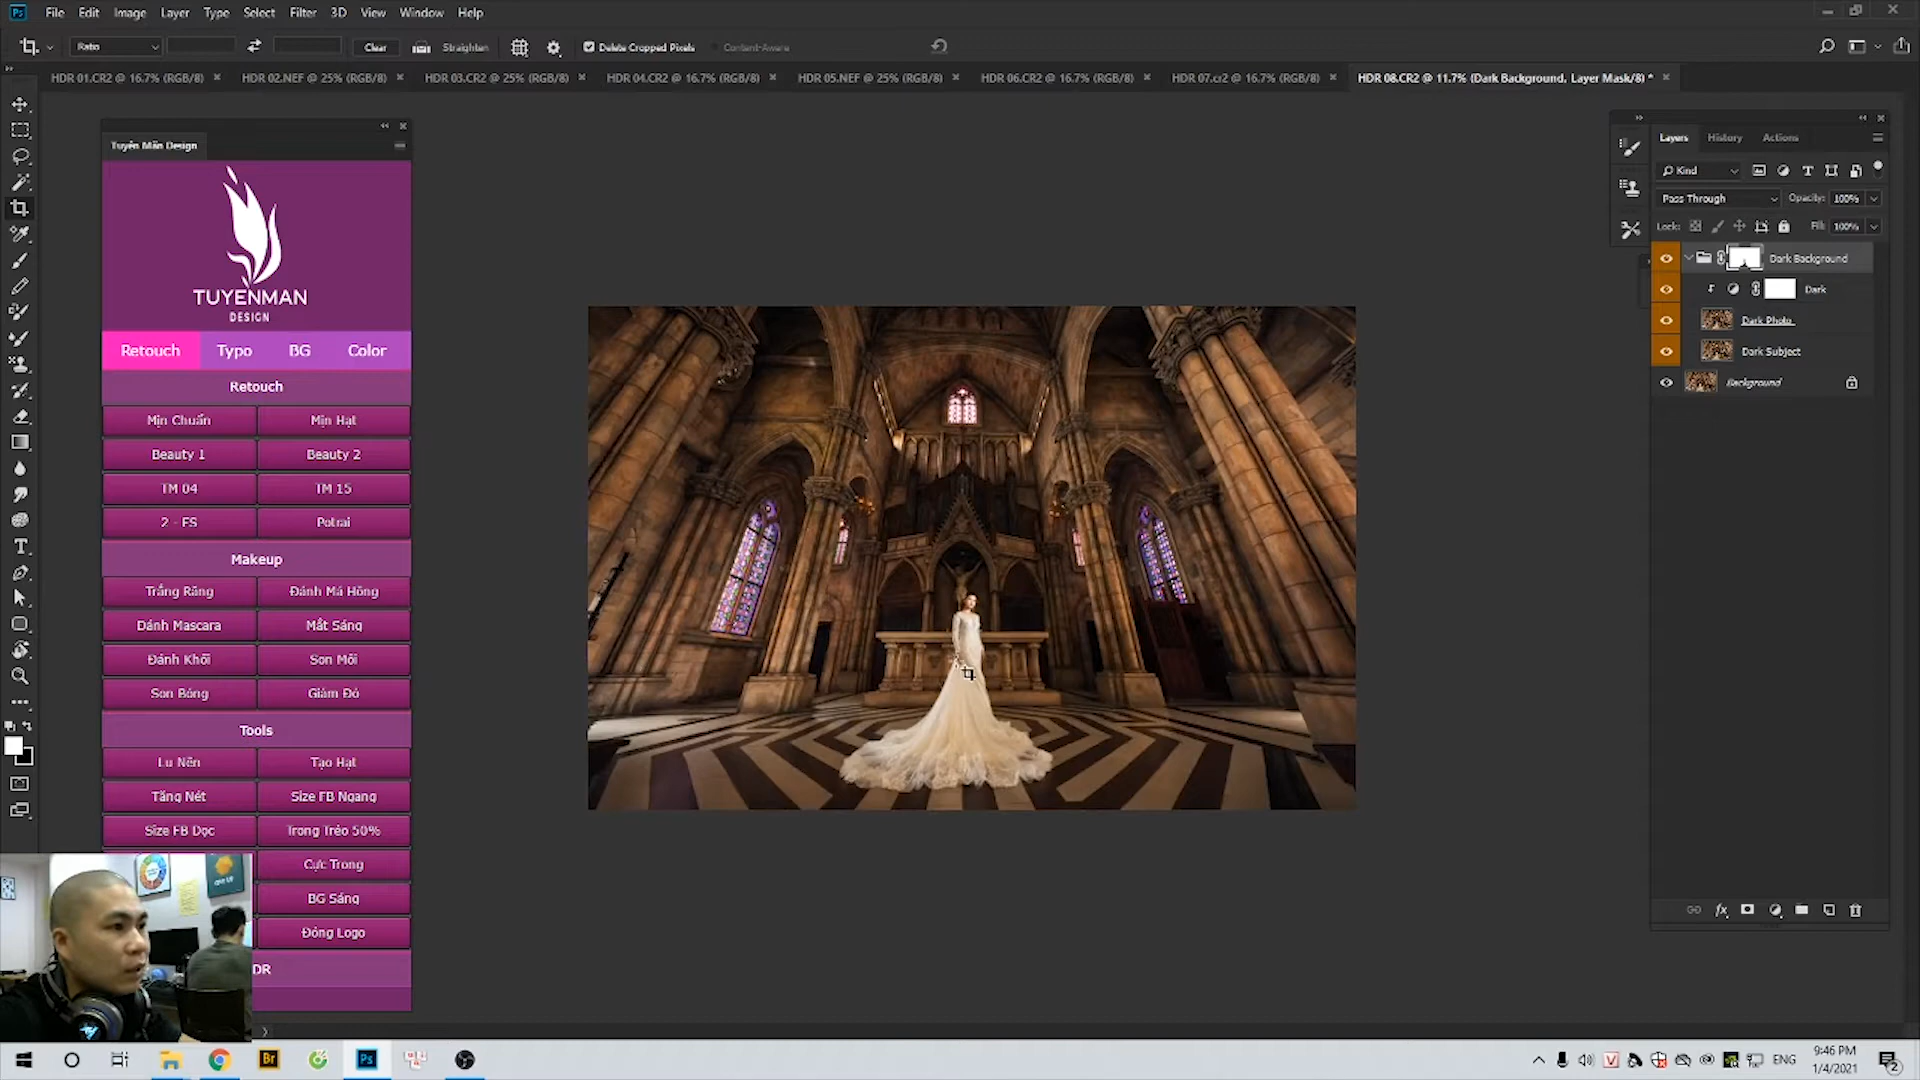 Ps File Edit Image Layer Type Select Filter 3D View Window Help
Ratio Clear Straighten Delete Cropped Pixels Content-Aware
HDR 01.CR2 @ 16.7% (RGB/8) HDR 02.NEF @ 25% (RGB/8) HDR 03.CR2 @ 25% (RGB/8) HDR 04.CR2 @ 16.7% (RGB/8) HDR 05.NEF @ 25% (RGB/8) HDR 06.CR2 @ 16.7% (RGB/8) HDR 07.cr2 @ 16.7% (RGB/8) HDR 08.CR2 @ 11.7% (Dark Background, Layer Mask/8) *
Tuyên Mãn Design
TUYENMAN
DESIGN
Retouch Typo BG Color
Retouch
Mịn Chuẩn Mịn Hạt
Beauty 1 Beauty 2
TM 04 TM 15
2 - FS Potrai
Makeup
Trắng Răng Đánh Má Hồng
Đánh Mascara Mắt Sáng
Đánh Khối Son Môi
Son Bóng Giảm Đỏ
Tools
Lu Nền Tạo Hạt
Tăng Nét Size FB Ngang
Size FB Dọc Trong Trẻo 50%
Cực Trong
BG Sáng
Đóng Logo
DR
Layers History Actions
Kind
Pass Through Opacity: 100%
Lock: Fill: 100%
Dark Background
Dark
Dark Photo
Dark Subject
Background
fx
Br Ps V ENG
9:46 PM
1/4/2021
2